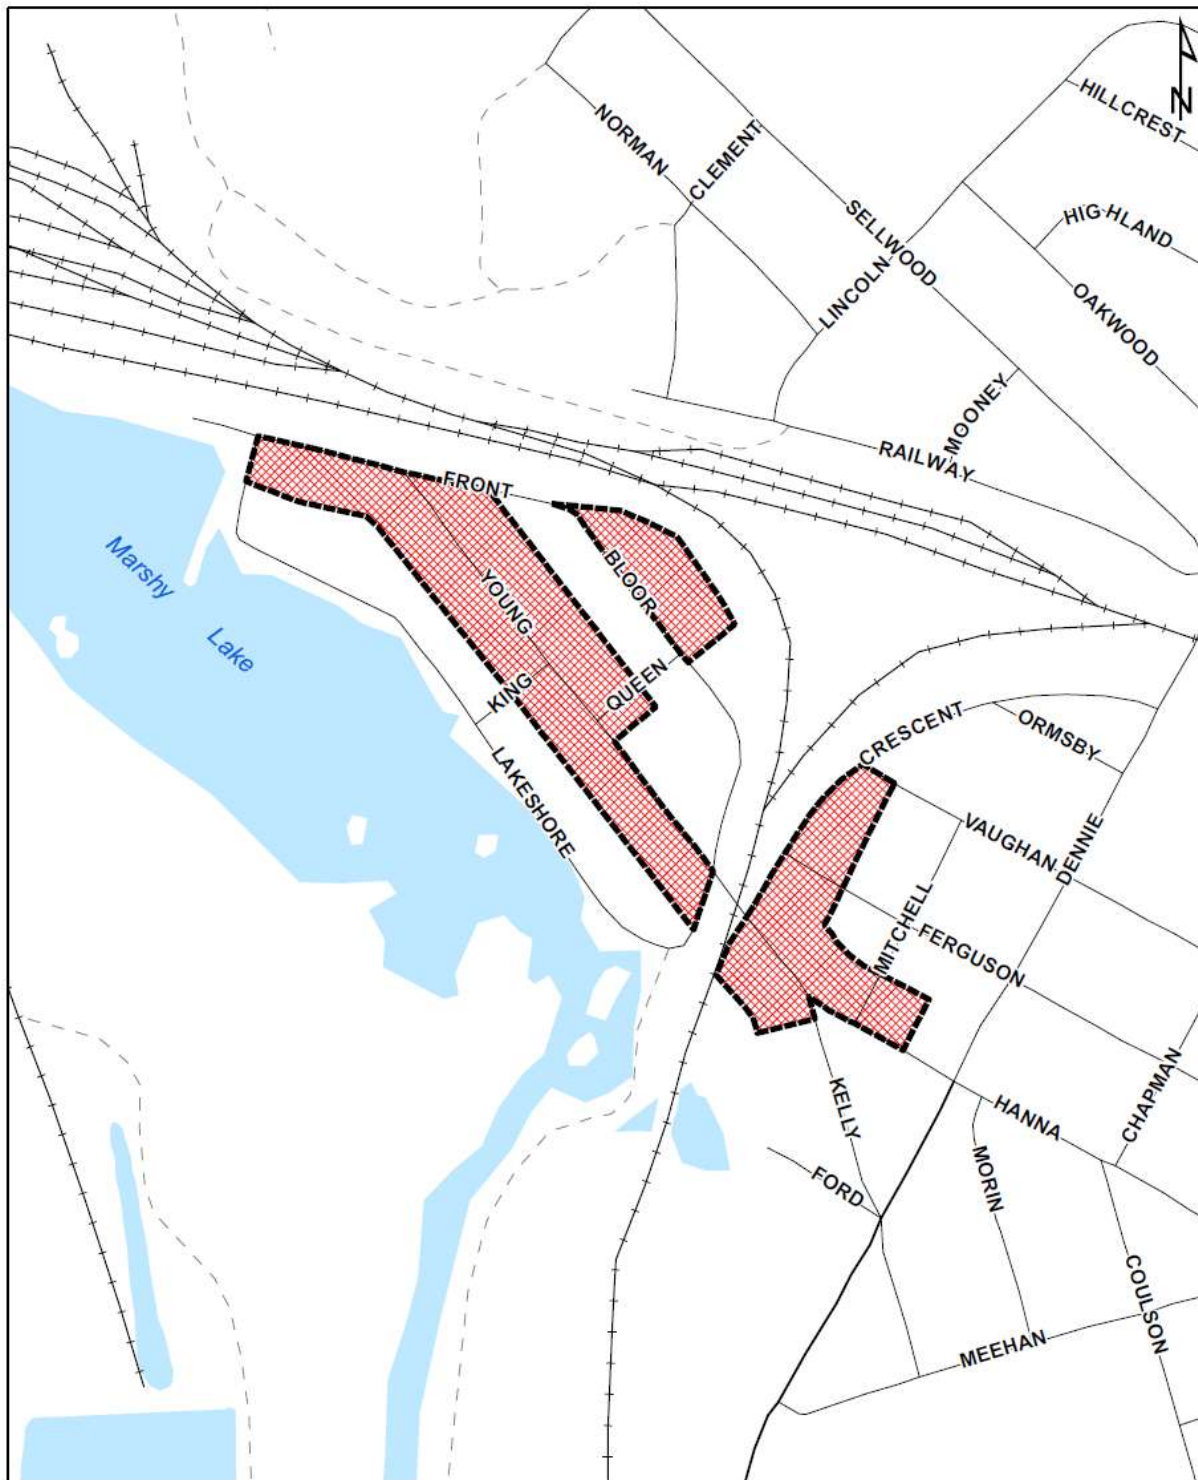 N
HILLCREST
NORMAN
CLEMENT
HIGHLAND
SELLWOOD
LINCOLN
OAKWOOD
MOONEY
RAILWAY
FRONT
Marshy
Lake
BLOOR
YOUNG
QUEEN
KING
LAKESHORE
CRESCENT
ORMSBY
VAUGHAN
DENNIE
MITCHELL
FERGUSON
KELLY
HANNA
CHAPMAN
MORIN
FORD
COULSON
MEEHAN